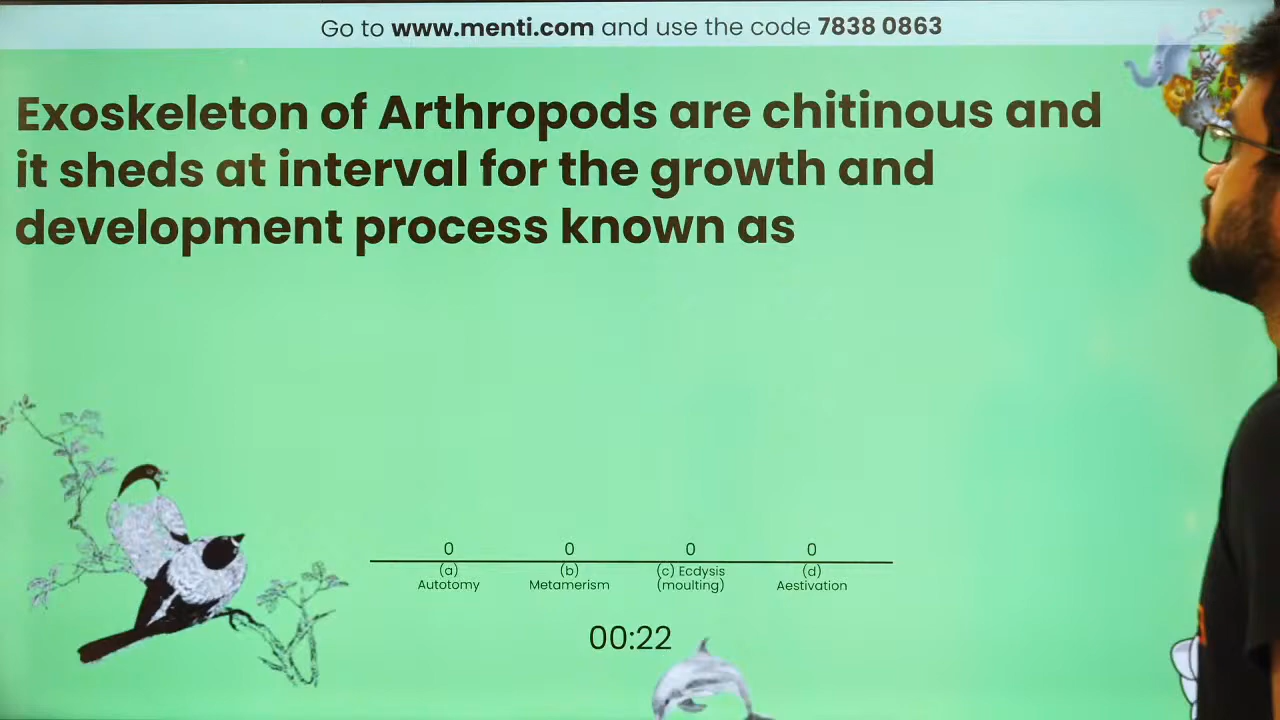 Go to www.menti.com and use the code 7838 0863
Exoskeleton of Arthropods are chitinous and
it sheds at interval for the growth and
development process known as
0 0 0 0
(a) (b) (c) Ecdysis (d)
Autotomy Metamerism (moulting) Aestivation
00:22